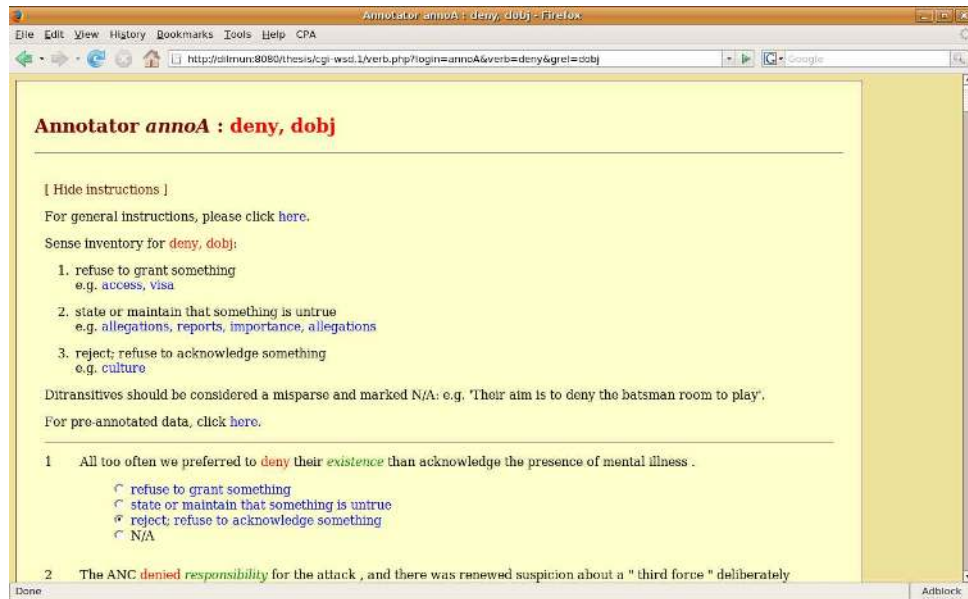 Annotator annoA : deny, dobj - Firefox
File Edit View History Bookmarks Tools Help CPA
http://dilmun:8080/thesis/cgi-wsd.1/verb.php?login=annoA&verb=deny&grel=dobj
Google
Annotator annoA : deny, dobj
[ Hide instructions ]
For general instructions, please click here.
Sense inventory for deny, dobj:
1. refuse to grant something
e.g. access, visa
2. state or maintain that something is untrue
e.g. allegations, reports, importance, allegations
3. reject; refuse to acknowledge something
e.g. culture
Ditransitives should be considered a misparse and marked N/A: e.g. 'Their aim is to deny the batsman room to play'.
For pre-annotated data, click here.
1 All too often we preferred to deny their existence than acknowledge the presence of mental illness .
refuse to grant something
state or maintain that something is untrue
reject; refuse to acknowledge something
N/A
2 The ANC denied responsibility for the attack , and there was renewed suspicion about a " third force " deliberately
Done
Adblock